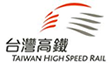 台灣高鐵
TAIWAN HIGH SPEED RAIL